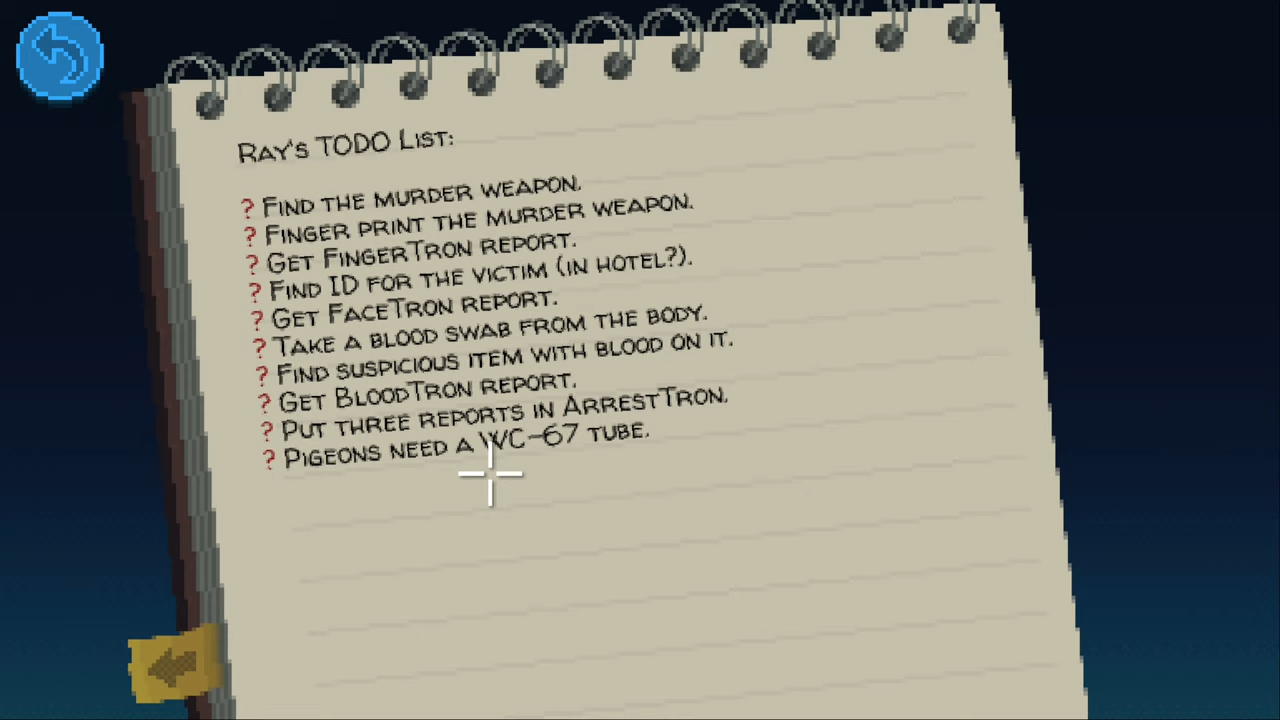 Ray's TODO List:
? Find the murder weapon.
? Finger print the murder weapon.
? Get FingerTron report.
? Find ID for the victim (in hotel?).
? Get FaceTron report.
? Take a blood swab from the body.
? Find suspicious item with blood on it.
? Get BloodTron report.
? Put three reports in ArrestTron.
? Pigeons need a WC-67 tube.